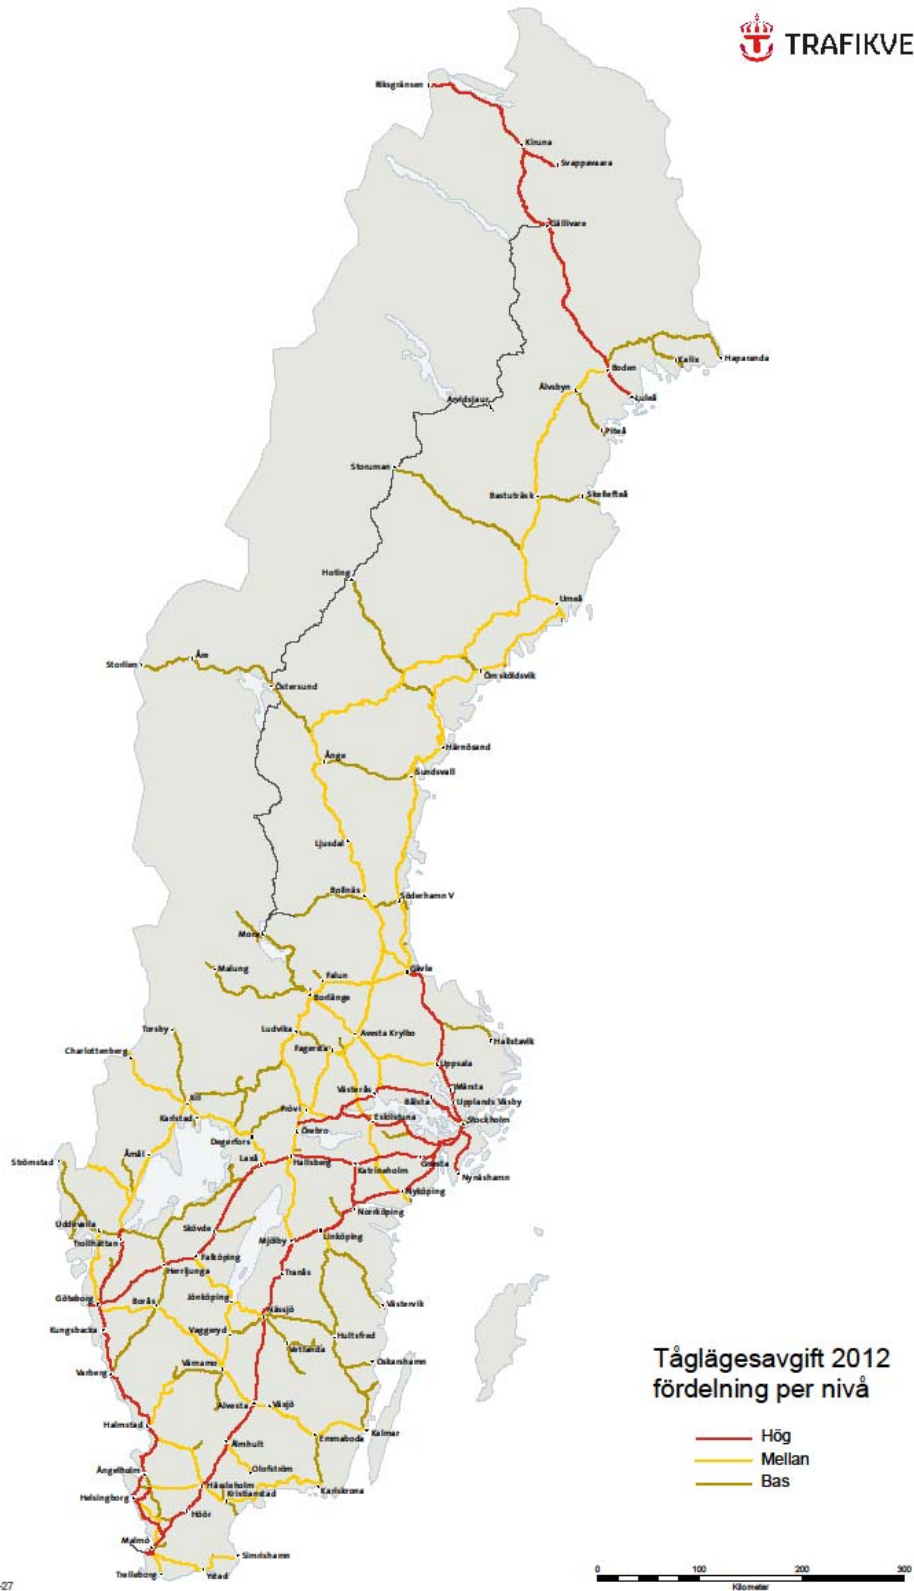 TRAFIKVE
Riksgränsen
Kiruna
Svappavaara
Gällivare
Boden
Kalix
Haparanda
Älvsbyn
Luleå
Arvidsjaur
Piteå
Storuman
Bastuträsk
Skellefteå
Hoting
Umeå
Storlien
Åre
Östersund
Örnsköldsvik
Härnösand
Ånge
Sundsvall
Ljusdal
Bollnäs
Söderhamn V
Mora
Malung
Falun
Gävle
Borlänge
Torsby
Ludvika
Avesta Krylbo
Hallstavik
Charlottenberg
Fagersta
Uppsala
Kil
Västerås
Märsta
Bålsta
Upplands Väsby
Karlstad
Frövi
Eskilstuna
Stockholm
Örebro
Degerfors
Strömstad
Åmål
Laxå
Hallsberg
Katrineholm
Gnesta
Nynäshamn
Nyköping
Norrköping
Uddevalla
Skövde
Trollhättan
Mjölby
Linköping
Falköping
Herrljunga
Tranås
Göteborg
Borås
Jönköping
Nässjö
Västervik
Kungsbacka
Vaggeryd
Hultsfred
Vetlanda
Värnamo
Oskarshamn
Varberg
Alvesta
Växjö
Halmstad
Emmaboda
Kalmar
Älmhult
Ängelholm
Olofström
Hässleholm
Karlskrona
Helsingborg
Kristianstad
Höör
Malmö
Simrishamn
Trelleborg
Ystad
Tåglägesavgift 2012
fördelning per nivå
Hög
Mellan
Bas
0 100 200 300
Kilometer
-27